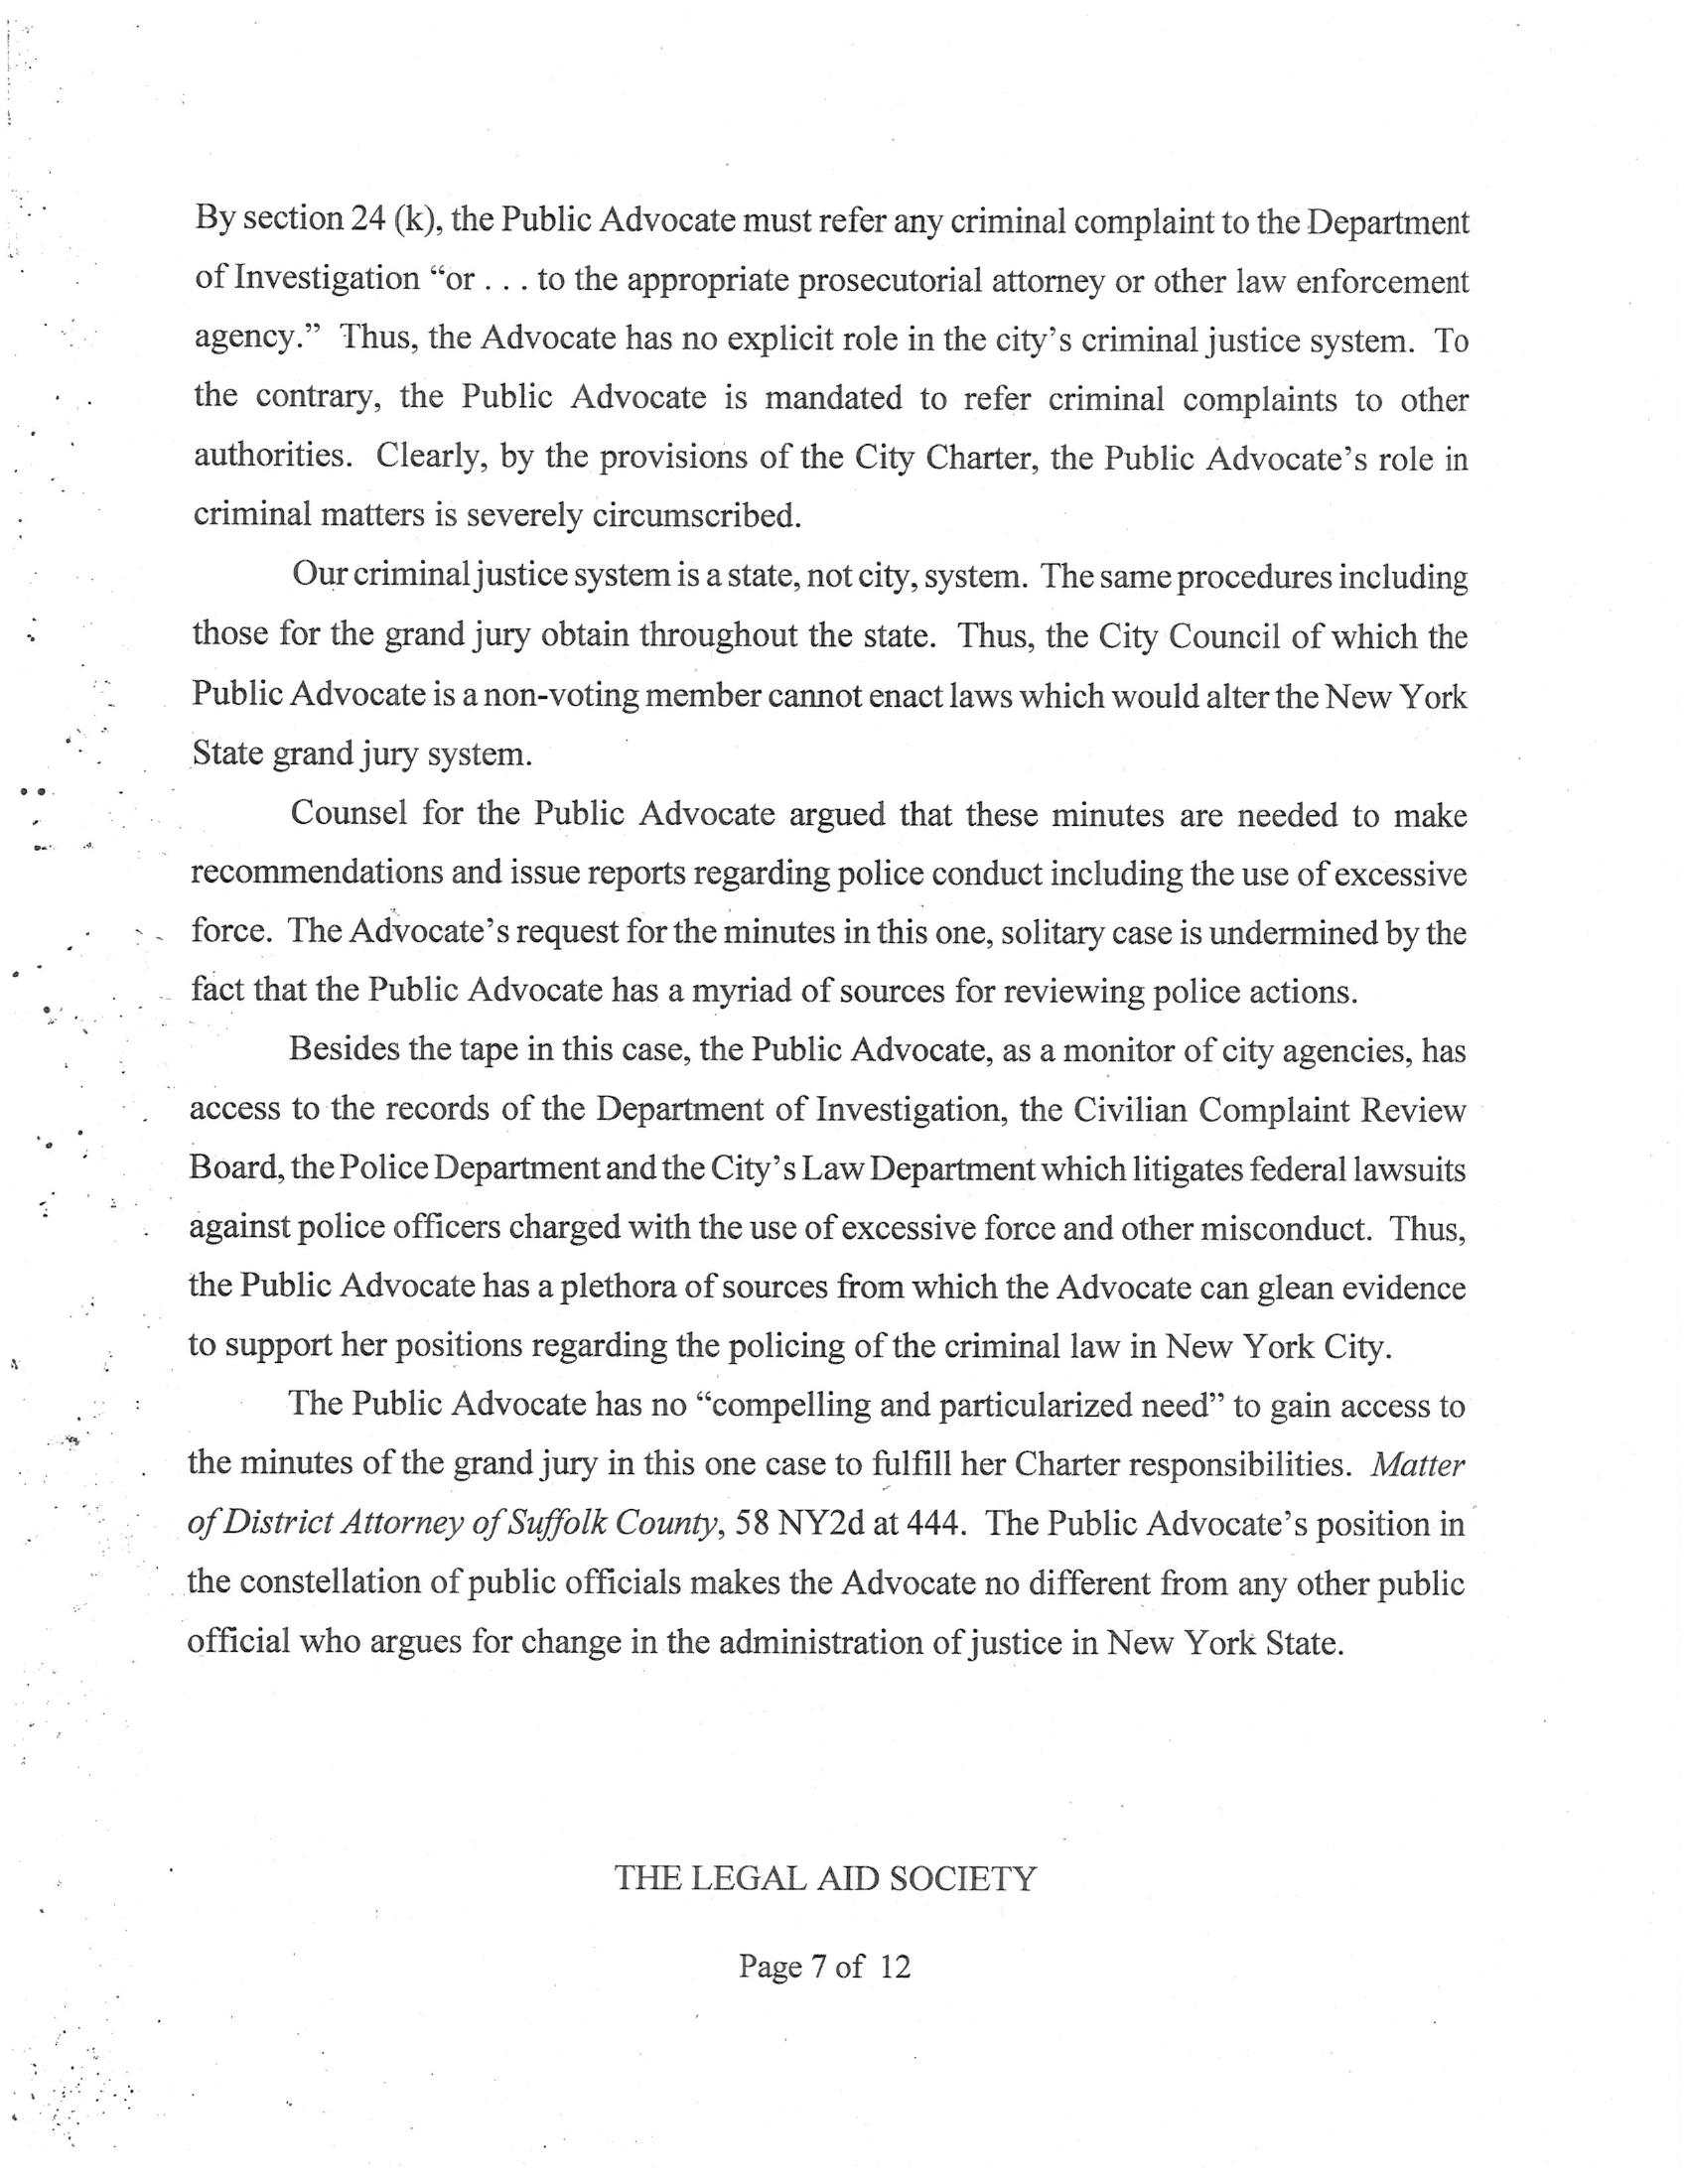 By section 24 (k), the Public Advocate must refer any criminal complaint to the Department
of Investigation “or . . . to the appropriate prosecutorial attorney or other law enforcement
agency.” Thus, the Advocate has no explicit role in the city’s criminal justice system. To
the contrary, the Public Advocate is mandated to refer criminal complaints to other
authorities. Clearly, by the provisions of the City Charter, the Public Advocate’s role in
criminal matters is severely circumscribed.
Our criminal justice system is a state, not city, system. The same procedures including
those for the grand jury obtain throughout the state. Thus, the City Council of which the
Public Advocate is a non-voting member cannot enact laws which would alter the New York
State grand jury system.
Counsel for the Public Advocate argued that these minutes are needed to make
recommendations and issue reports regarding police conduct including the use of excessive
force. The Advocate’s request for the minutes in this one, solitary case is undermined by the
fact that the Public Advocate has a myriad of sources for reviewing police actions.
Besides the tape in this case, the Public Advocate, as a monitor of city agencies, has
access to the records of the Department of Investigation, the Civilian Complaint Review
Board, the Police Department and the City’s Law Department which litigates federal lawsuits
against police officers charged with the use of excessive force and other misconduct. Thus,
the Public Advocate has a plethora of sources from which the Advocate can glean evidence
to support her positions regarding the policing of the criminal law in New York City.
The Public Advocate has no “compelling and particularized need” to gain access to
the minutes of the grand jury in this one case to fulfill her Charter responsibilities. Matter
of District Attorney of Suffolk County, 58 NY2d at 444. The Public Advocate’s position in
the constellation of public officials makes the Advocate no different from any other public
official who argues for change in the administration of justice in New York State.
THE LEGAL AID SOCIETY
Page 7 of 12